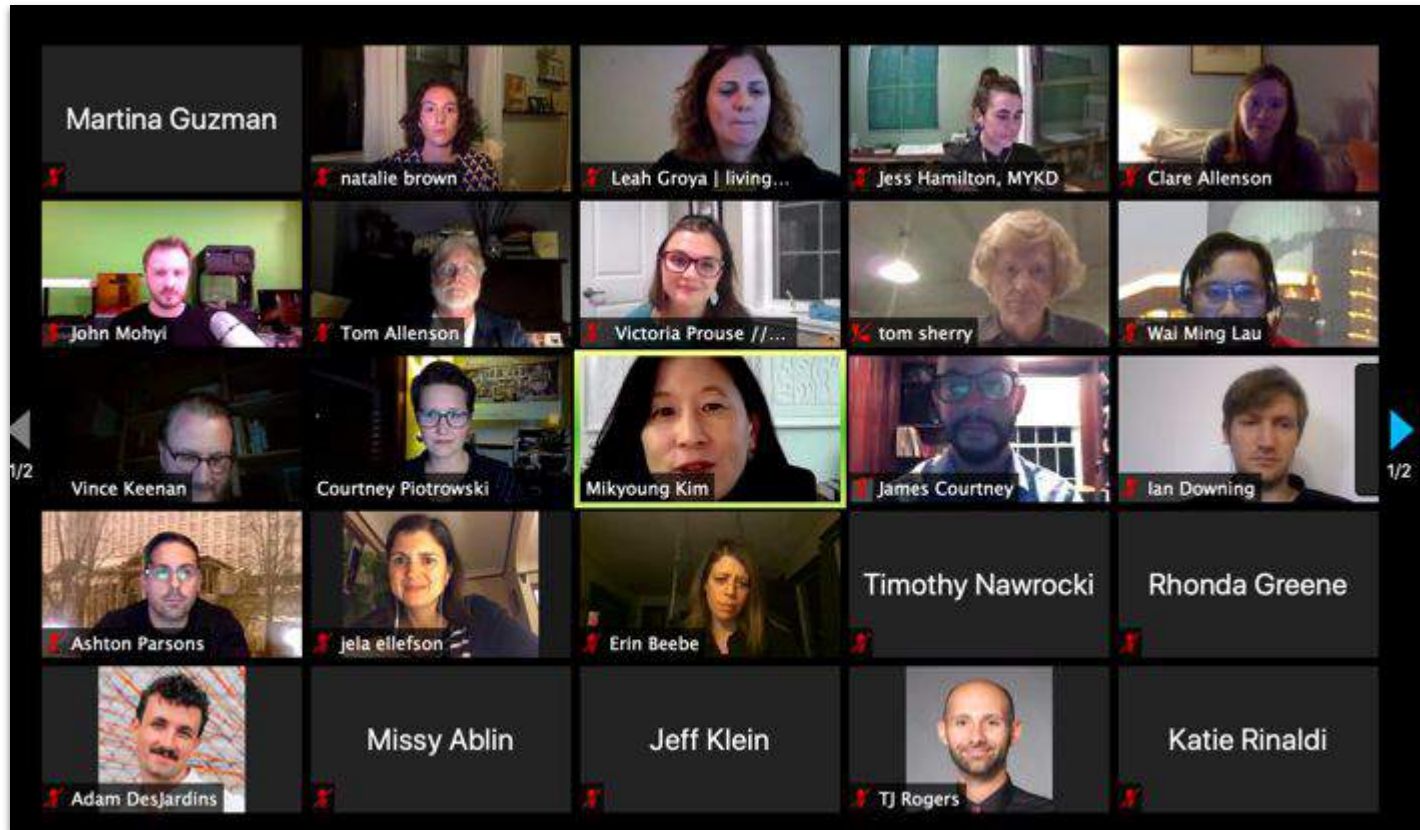 Martina Guzman
natalie brown
Leah Groya | living...
Jess Hamilton, MYKD
Clare Allenson
John Mohyi
Tom Allenson
Victoria Prouse //...
tom sherry
Wai Ming Lau
1/2
Vince Keenan
Courtney Piotrowski
Mikyoung Kim
James Courtney
Ian Downing
1/2
Ashton Parsons
jela ellefson
Erin Beebe
Timothy Nawrocki
Rhonda Greene
Adam DesJardins
Missy Ablin
Jeff Klein
TJ Rogers
Katie Rinaldi